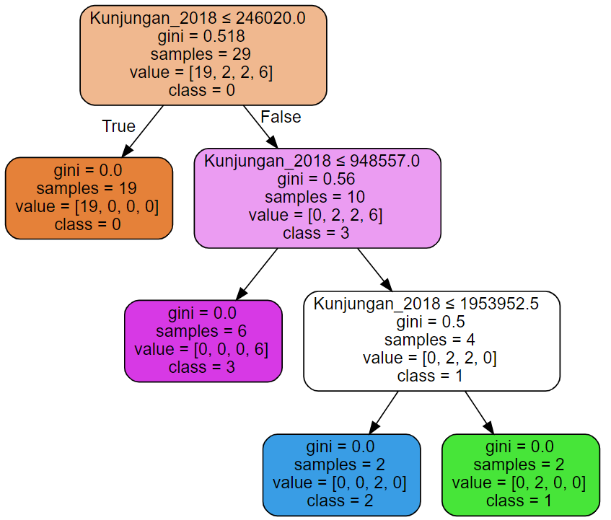 Kunjungan_2018 ≤ 246020.0
gini = 0.518
samples = 29
value = [19, 2, 2, 6]
class = 0
True
False
gini = 0.0
samples = 19
value = [19, 0, 0, 0]
class = 0
Kunjungan_2018 ≤ 948557.0
gini = 0.56
samples = 10
value = [0, 2, 2, 6]
class = 3
gini = 0.0
samples = 6
value = [0, 0, 0, 6]
class = 3
Kunjungan_2018 ≤ 1953952.5
gini = 0.5
samples = 4
value = [0, 2, 2, 0]
class = 1
gini = 0.0
samples = 2
value = [0, 0, 2, 0]
class = 2
gini = 0.0
samples = 2
value = [0, 2, 0, 0]
class = 1